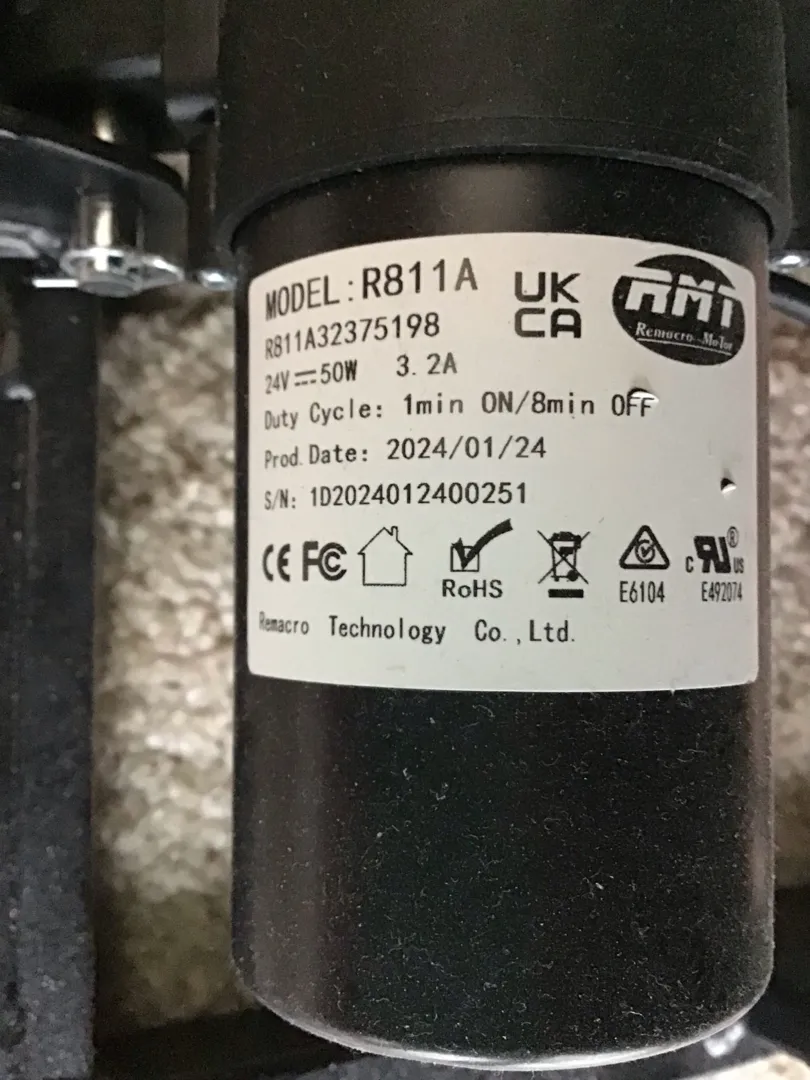 MODEL: R811A
UK
CA
RMT
Remacro-Motor
R811A32375198
24V⎓50W 3.2A
Duty Cycle: 1min ON/8min OFF
Prod.Date: 2024/01/24
S/N: 1D2024012400251
CE FC
RoHS
E6104
c RU ® US
E492074
Remacro Technology Co.,Ltd.